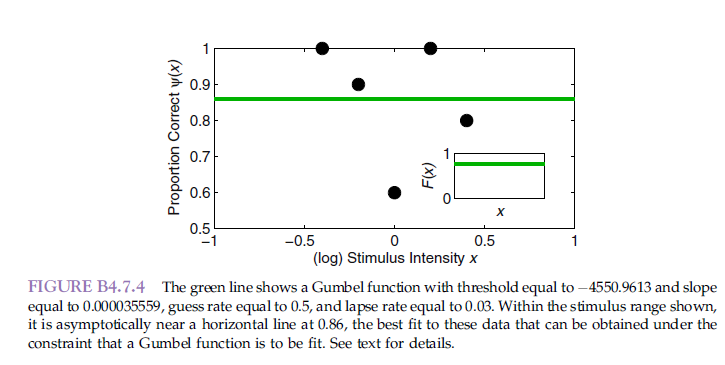 1
0.9
0.8
0.7
0.6
0.5
Proportion Correct ψ(x)
−1
−0.5
0
0.5
1
(log) Stimulus Intensity x
1
0
F(x)
x
FIGURE B4.7.4 The green line shows a Gumbel function with threshold equal to −4550.9613 and slope
equal to 0.000035559, guess rate equal to 0.5, and lapse rate equal to 0.03. Within the stimulus range shown,
it is asymptotically near a horizontal line at 0.86, the best fit to these data that can be obtained under the
constraint that a Gumbel function is to be fit. See text for details.